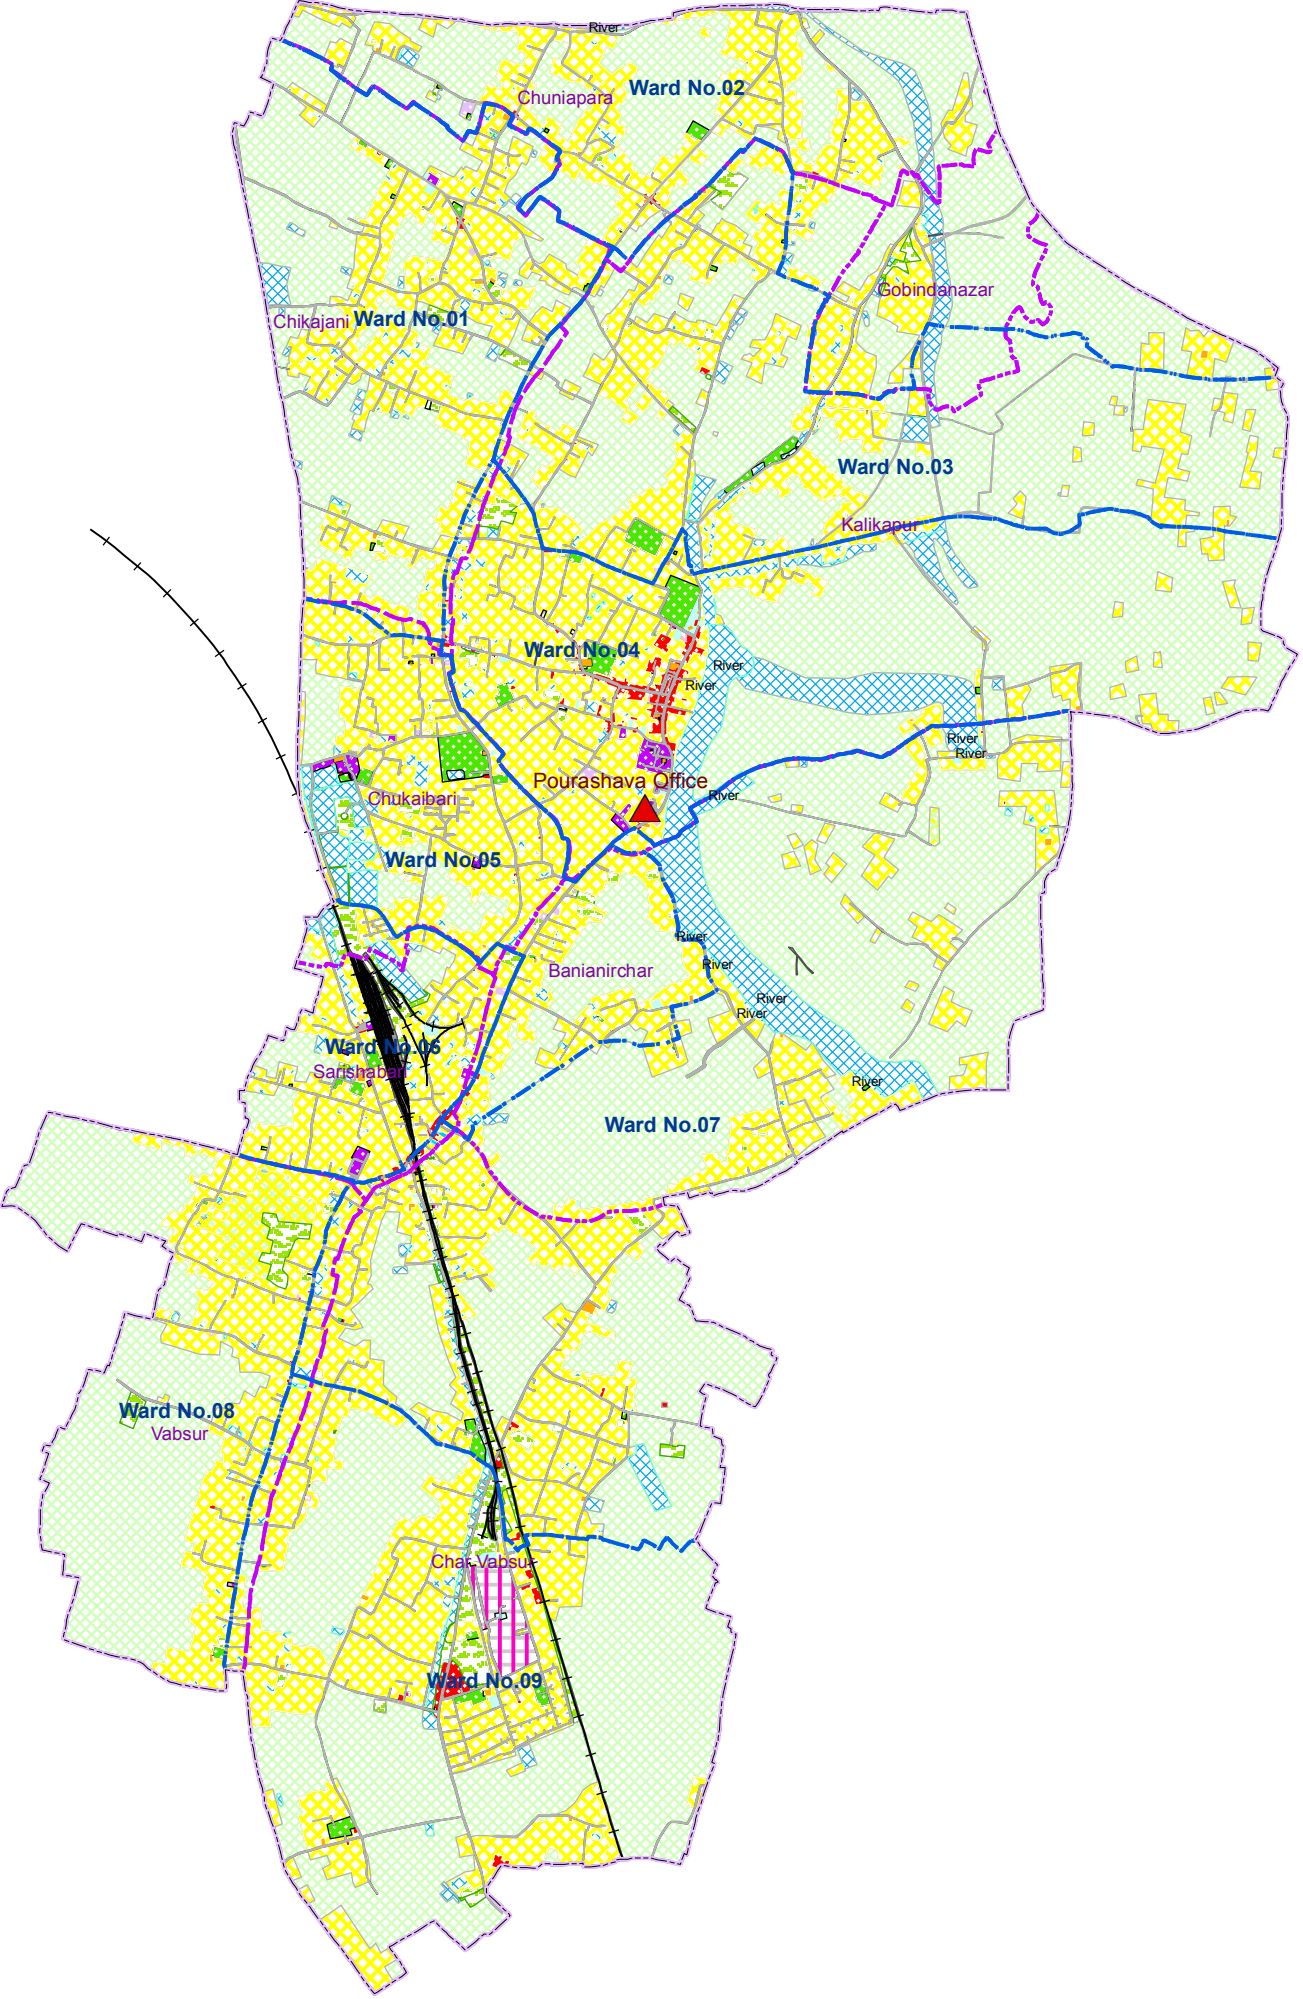 River
Ward No.02
Chuniapara
Gobindanazar
Chikajani
Ward No.01
Ward No.03
Kalikapur
Ward No.04
River
River
River
River
Pourashava Office
River
Chukaibari
Ward No.05
River
River
Banianirchar
River
River
Ward No.06
Sarishabari
River
Ward No.07
Ward No.08
Vabsur
Char Vabsur
Ward No.09